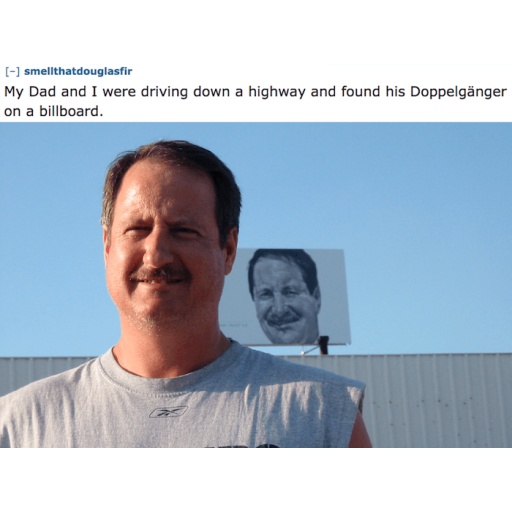 [–] smellthatdouglasfir
My Dad and I were driving down a highway and found his Doppelgänger
on a billboard.